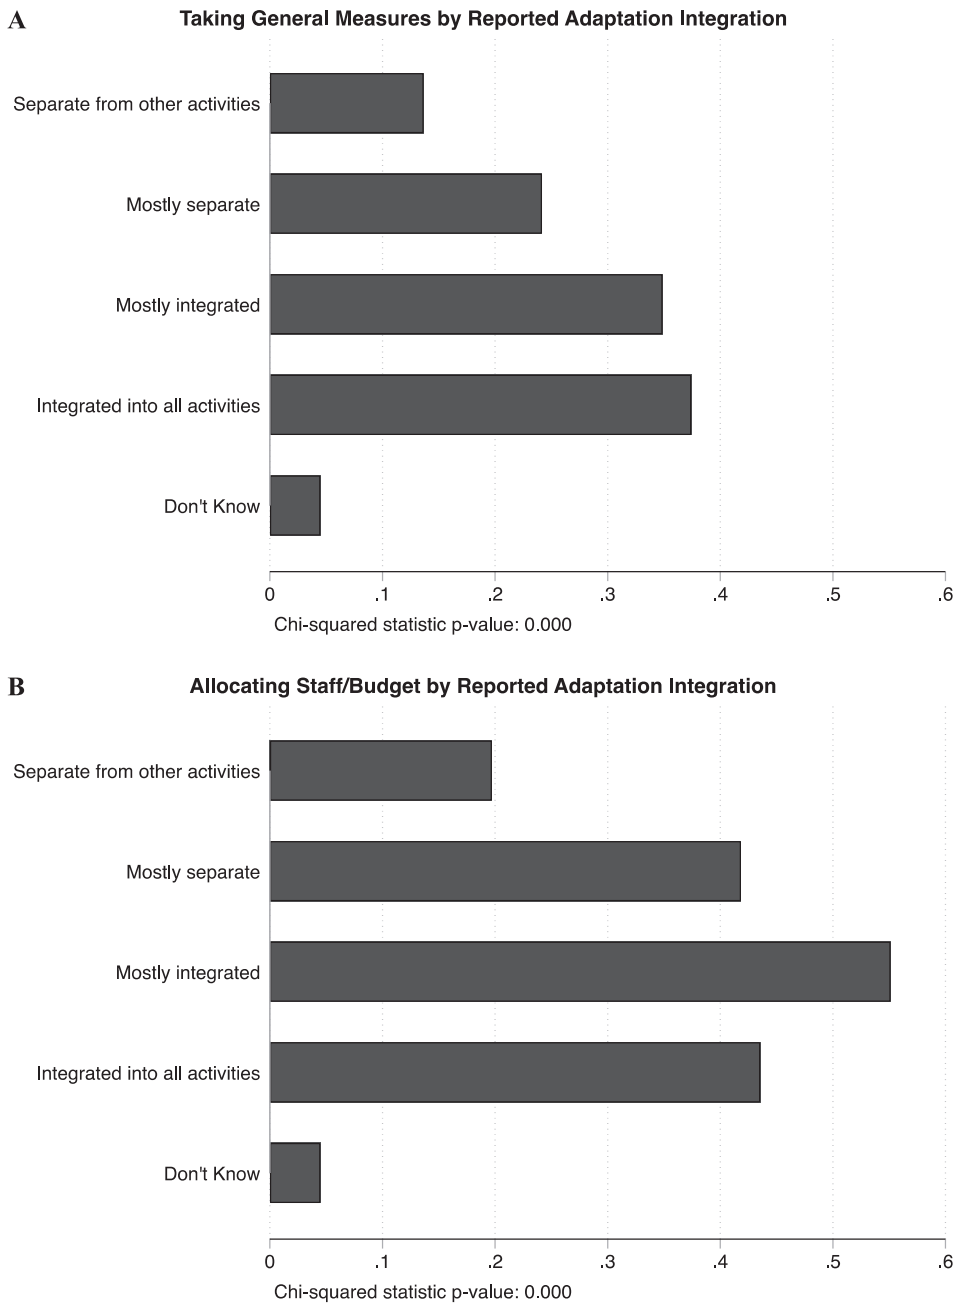 A
Taking General Measures by Reported Adaptation Integration
Separate from other activities
Mostly separate
Mostly integrated
Integrated into all activities
Don't Know
0 .1 .2 .3 .4 .5 .6
Chi-squared statistic p-value: 0.000
B
Allocating Staff/Budget by Reported Adaptation Integration
Separate from other activities
Mostly separate
Mostly integrated
Integrated into all activities
Don't Know
0 .1 .2 .3 .4 .5 .6
Chi-squared statistic p-value: 0.000